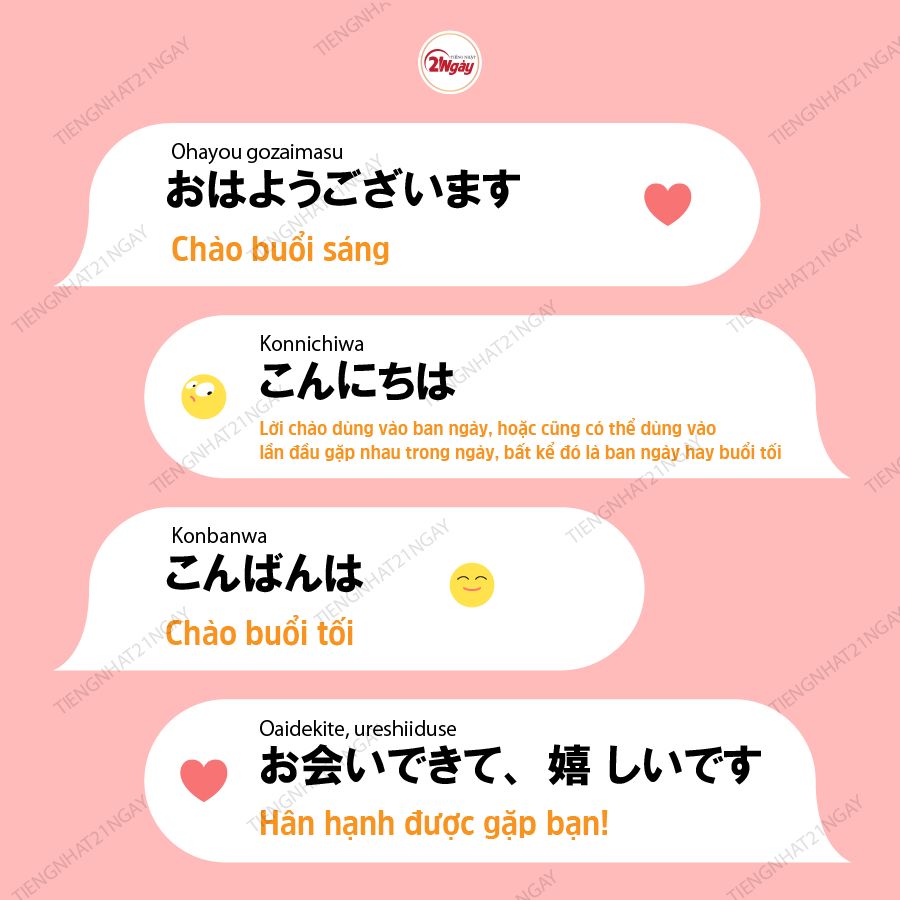 TIẾNG NHẬT
21Ngày
Ohayou gozaimasu
おはようございます
Chào buổi sáng
Konnichiwa
こんにちは
Lời chào dùng vào ban ngày, hoặc cũng có thể dùng vào
lần đầu gặp nhau trong ngày, bất kể đó là ban ngày hay buổi tối
Konbanwa
こんばんは
Chào buổi tối
Oaidekite, ureshiiduse
お会いできて、嬉しいです
Hân hạnh được gặp bạn!
TIENGNHAT21NGAY